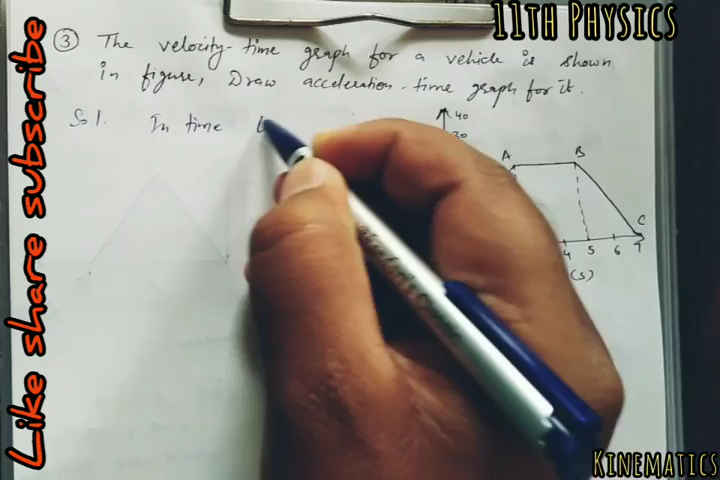 11TH PHYSICS
③ The velocity-time graph for a vehicle is shown
in figure, Draw acceleration-time graph for it.
Sol. In time
40
A B
C
4 5 6 7
(s)
Like share subscribe
KINEMATICS